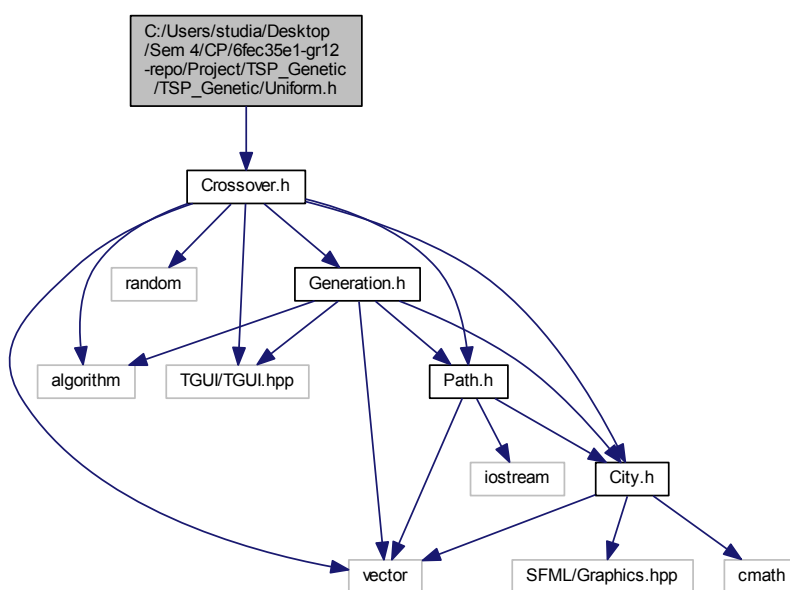 C:/Users/studia/Desktop
/Sem 4/CP/6fec35e1-gr12
-repo/Project/TSP_Genetic
/TSP_Genetic/Uniform.h
Crossover.h
random
Generation.h
algorithm
TGUI/TGUI.hpp
Path.h
iostream
City.h
vector
SFML/Graphics.hpp
cmath